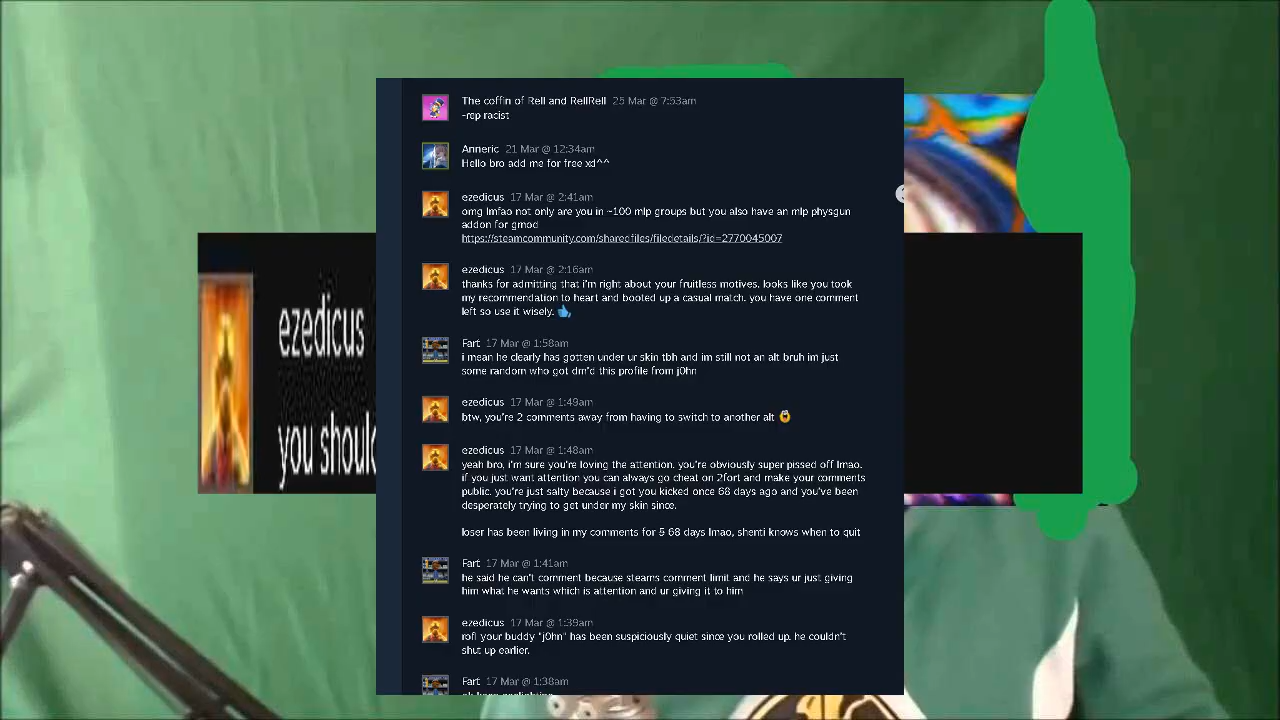 The coffin of Rell and RellRell 25 Mar @ 7:53am
-rep racist
Anneric 21 Mar @ 12:34am
Hello bro add me for free xd^^
ezedicus 17 Mar @ 2:41am
omg lmfao not only are you in ~100 mlp groups but you also have an mlp physgun
addon for gmod
https://steamcommunity.com/sharedfiles/filedetails/?id=2770045007
ezedicus 17 Mar @ 2:16am
thanks for admitting that i'm right about your fruitless motives. looks like you took
my recommendation to heart and booted up a casual match. you have one comment
left so use it wisely.
Fart 17 Mar @ 1:58am
i mean he clearly has gotten under ur skin tbh and im still not an alt bruh im just
some random who got dm'd this profile from j0hn
ezedicus 17 Mar @ 1:49am
btw, you're 2 comments away from having to switch to another alt
ezedicus 17 Mar @ 1:48am
yeah bro, i'm sure you're loving the attention. you're obviously super pissed off lmao.
if you just want attention you can always go cheat on 2fort and make your comments
public. you're just salty because i got you kicked once 68 days ago and you've been
desperately trying to get under my skin since.
loser has been living in my comments for 5 68 days lmao, shenti knows when to quit
Fart 17 Mar @ 1:41am
he said he can't comment because steams comment limit and he says ur just giving
him what he wants which is attention and ur giving it to him
ezedicus 17 Mar @ 1:39am
rofl your buddy "j0hn" has been suspiciously quiet since you rolled up. he couldn't
shut up earlier.
Fart 17 Mar @ 1:38am
ezedicus
you should